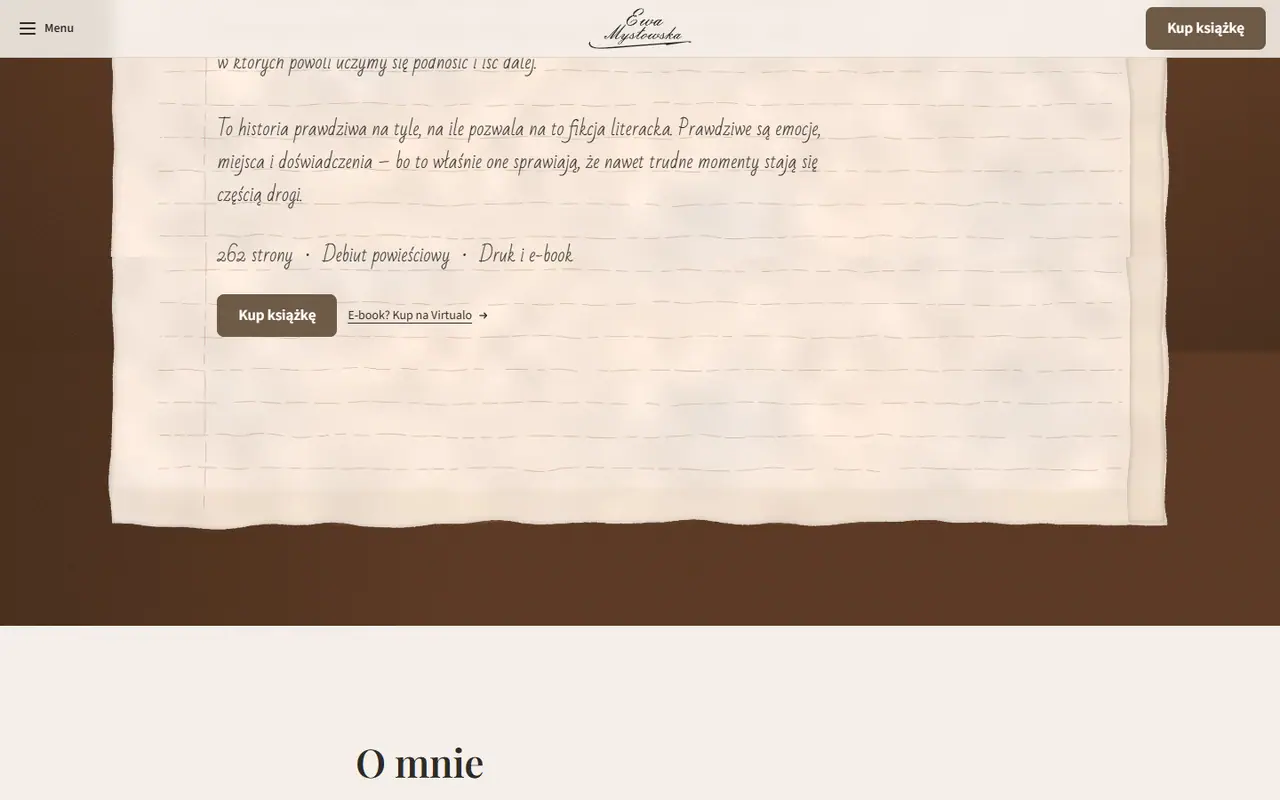 Menu
Ewa
Mysłowska
Kup książkę
w których powoli uczymy się podnosić i iść dalej.
To historia prawdziwa na tyle, na ile pozwala na to fikcja literacka. Prawdziwe są emocje,
miejsca i doświadczenia – bo to właśnie one sprawiają, że nawet trudne momenty stają się
częścią drogi.
262 strony · Debiut powieściowy · Druk i e-book
Kup książkę
E-book? Kup na Virtualo →
O mnie